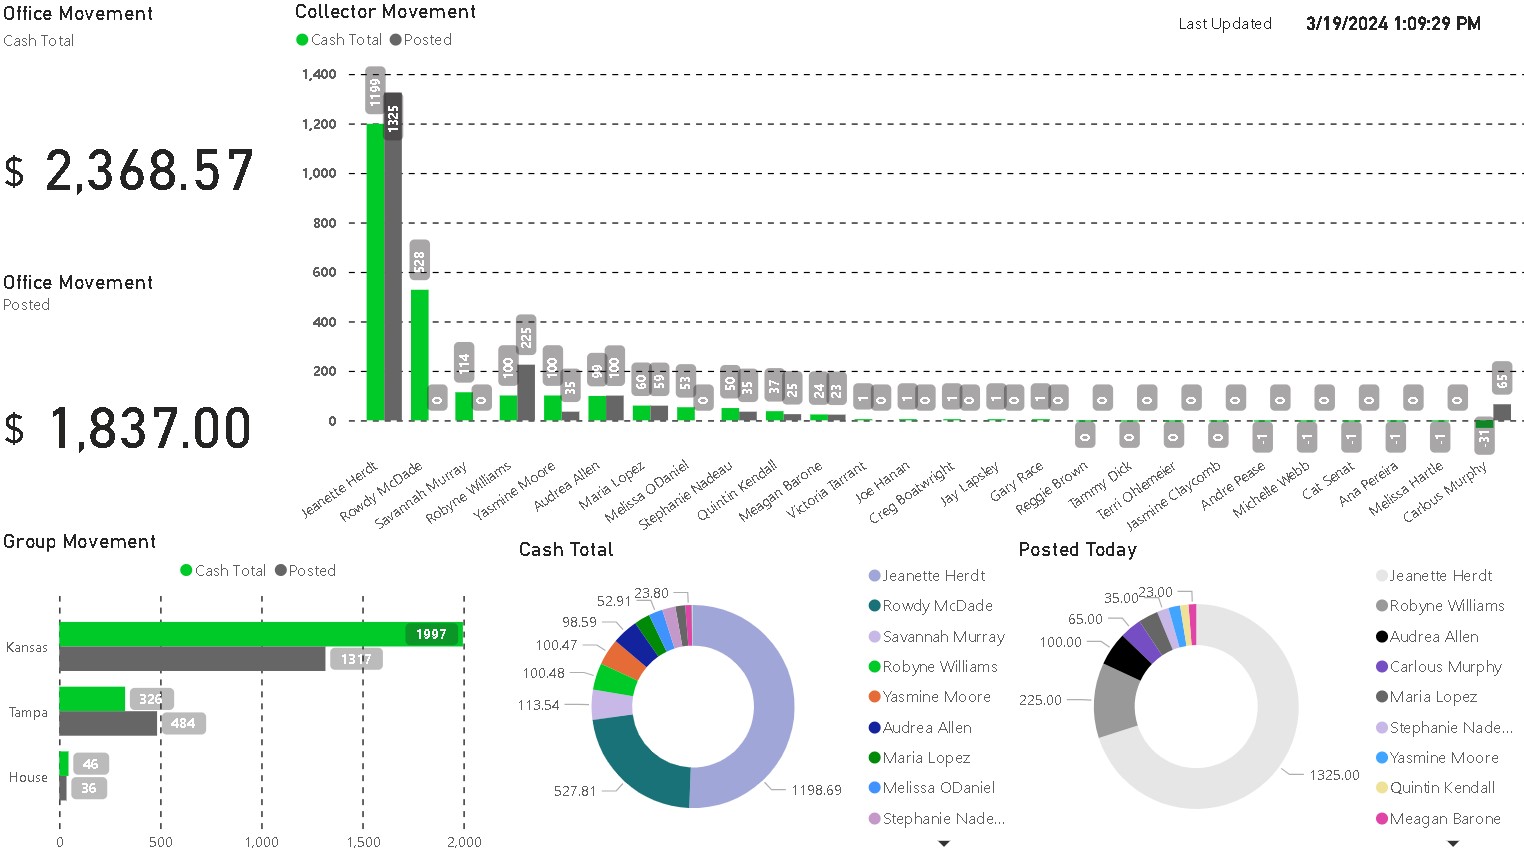 Office Movement
Cash Total
$ 2,368.57
Office Movement
Posted
$ 1,837.00
Collector Movement
Cash Total Posted
Last Updated 3/19/2024 1:09:29 PM
1,400
1,200
1,000
800
600
400
200
0
1199 1325
528 0
114 0
100 225
100 35
99 100
60 59
53 0
50 35
37 25
24 23
1 0
1 0
1 0
1 0
1 0
0 0
0 0
0 0
0 0
-1 0
-1 0
-1 0
-1 0
-1 0
-31 65
Jeanette Herdt
Rowdy McDade
Savannah Murray
Robyne Williams
Yasmine Moore
Audrea Allen
Maria Lopez
Melissa ODaniel
Stephanie Nadeau
Quintin Kendall
Meagan Barone
Victoria Tarrant
Joe Hanan
Creg Boatwright
Jay Lapsley
Gary Race
Reggie Brown
Tammy Dick
Terri Ohlemeier
Jasmine Claycomb
Andre Pease
Michelle Webb
Cat Senat
Ana Pereira
Melissa Hartle
Carlous Murphy
Group Movement
Cash Total Posted
Kansas 1997
1317
Tampa 326
484
House 46
36
0 500 1,000 1,500 2,000
Cash Total
23.80
52.91
98.59
100.47
100.48
113.54
527.81
1198.69
Jeanette Herdt
Rowdy McDade
Savannah Murray
Robyne Williams
Yasmine Moore
Audrea Allen
Maria Lopez
Melissa ODaniel
Stephanie Nade...
Posted Today
23.00
35.00
65.00
100.00
225.00
1325.00
Jeanette Herdt
Robyne Williams
Audrea Allen
Carlous Murphy
Maria Lopez
Stephanie Nade...
Yasmine Moore
Quintin Kendall
Meagan Barone